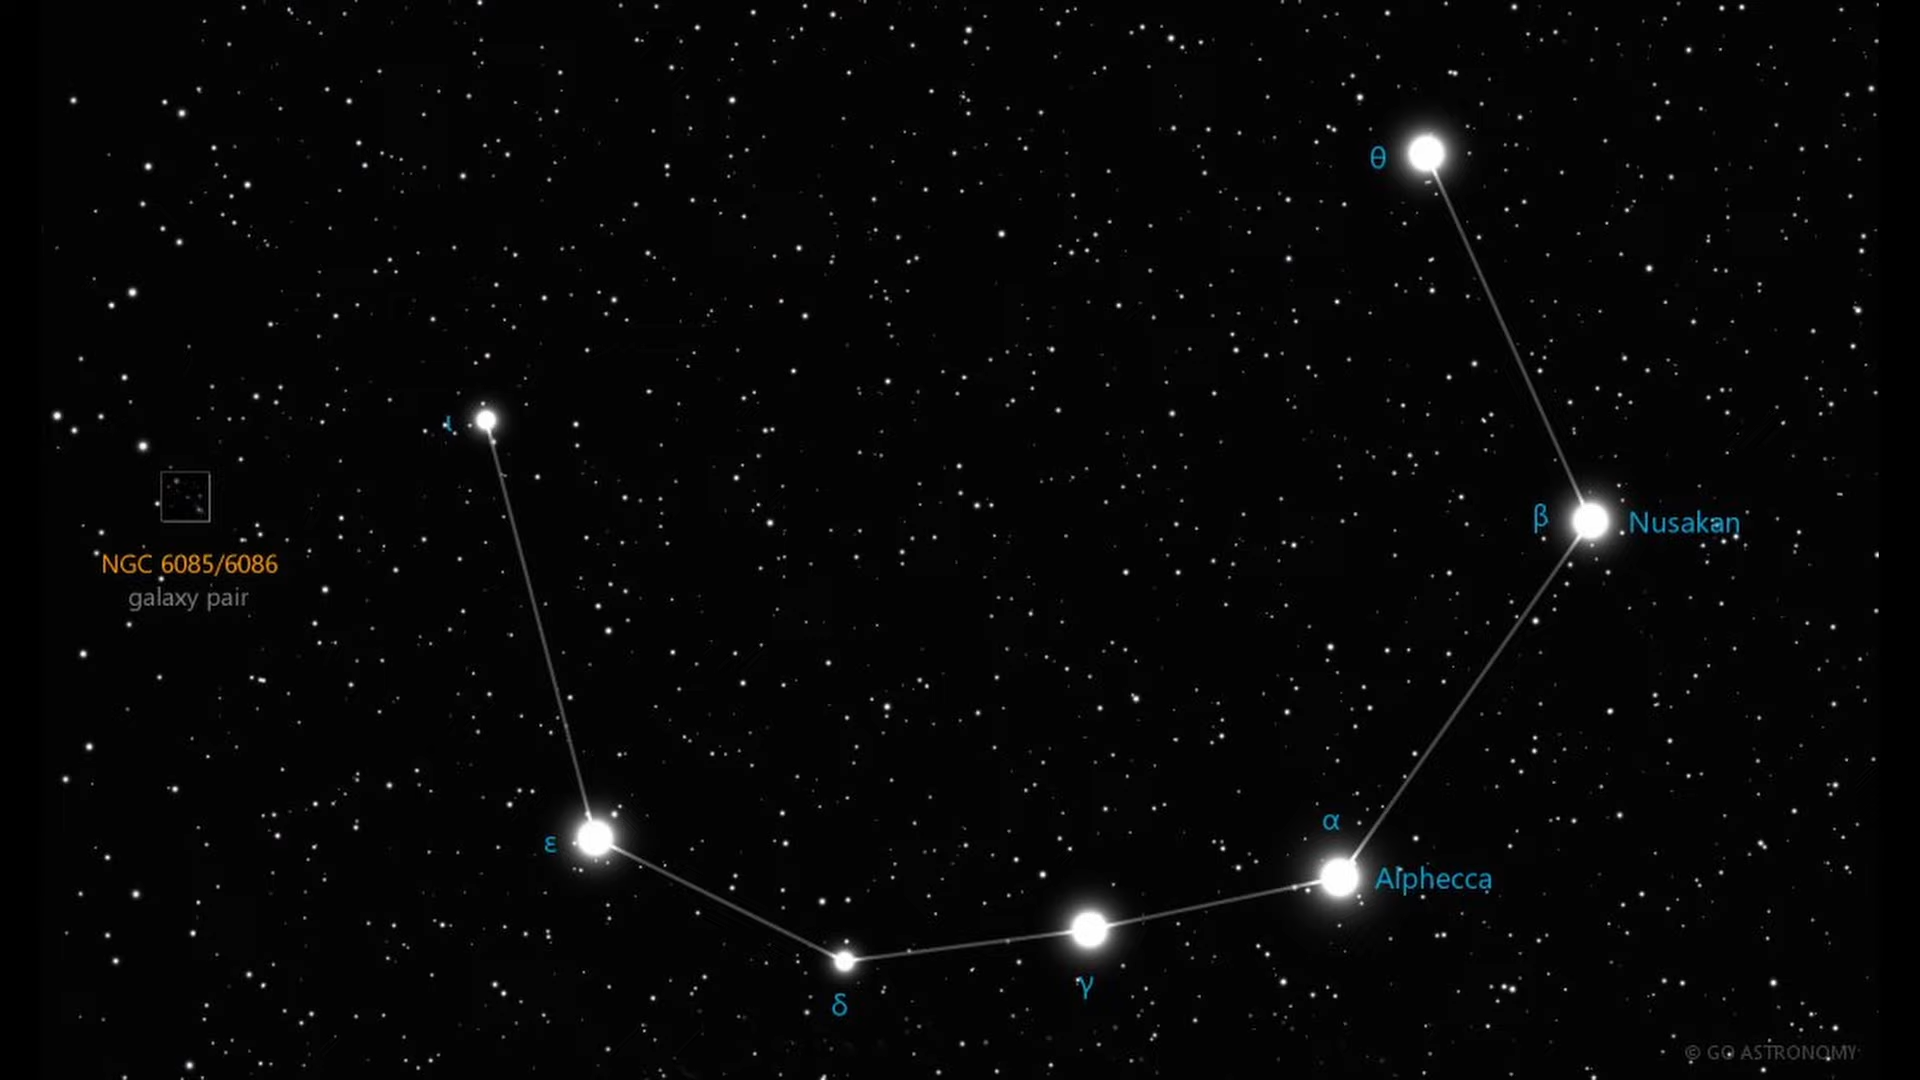 θ
ι
β Nusakan
NGC 6085/6086
galaxy pair
α
ε
Alphecca
γ
δ
© GO ASTRONOMY